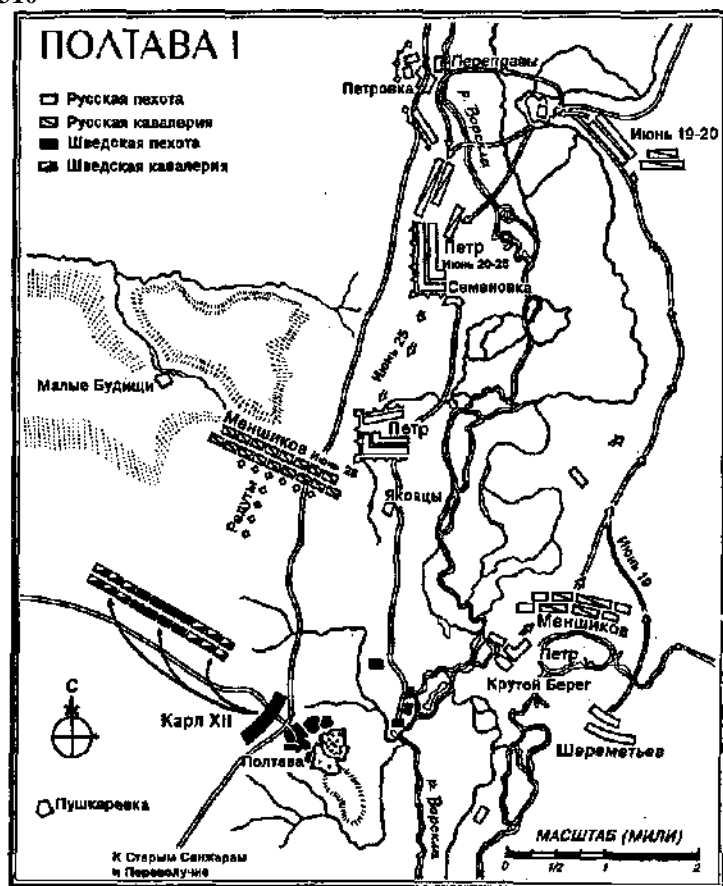 ПОЛТАВА I
Русская пехота
Русская кавалерия
Шведская пехота
Шведская кавалерия
Переправы
Петровка
р. Ворскла
Июнь 19-20
Петр
Июнь 20-25
Семеновка
Июнь 25
Малые Будищи
Меншиков июнь 26
Петр
Редуты
Яковцы
Июнь 19
Меншиков
Петр
Крутой Берег
С
Карл XII
Шереметьев
Полтава
Пушкаревка
р. Ворскла
МАСШТАБ (МИЛИ)
0 1/2 1 2
К Старым Санжарам
и Переволучне